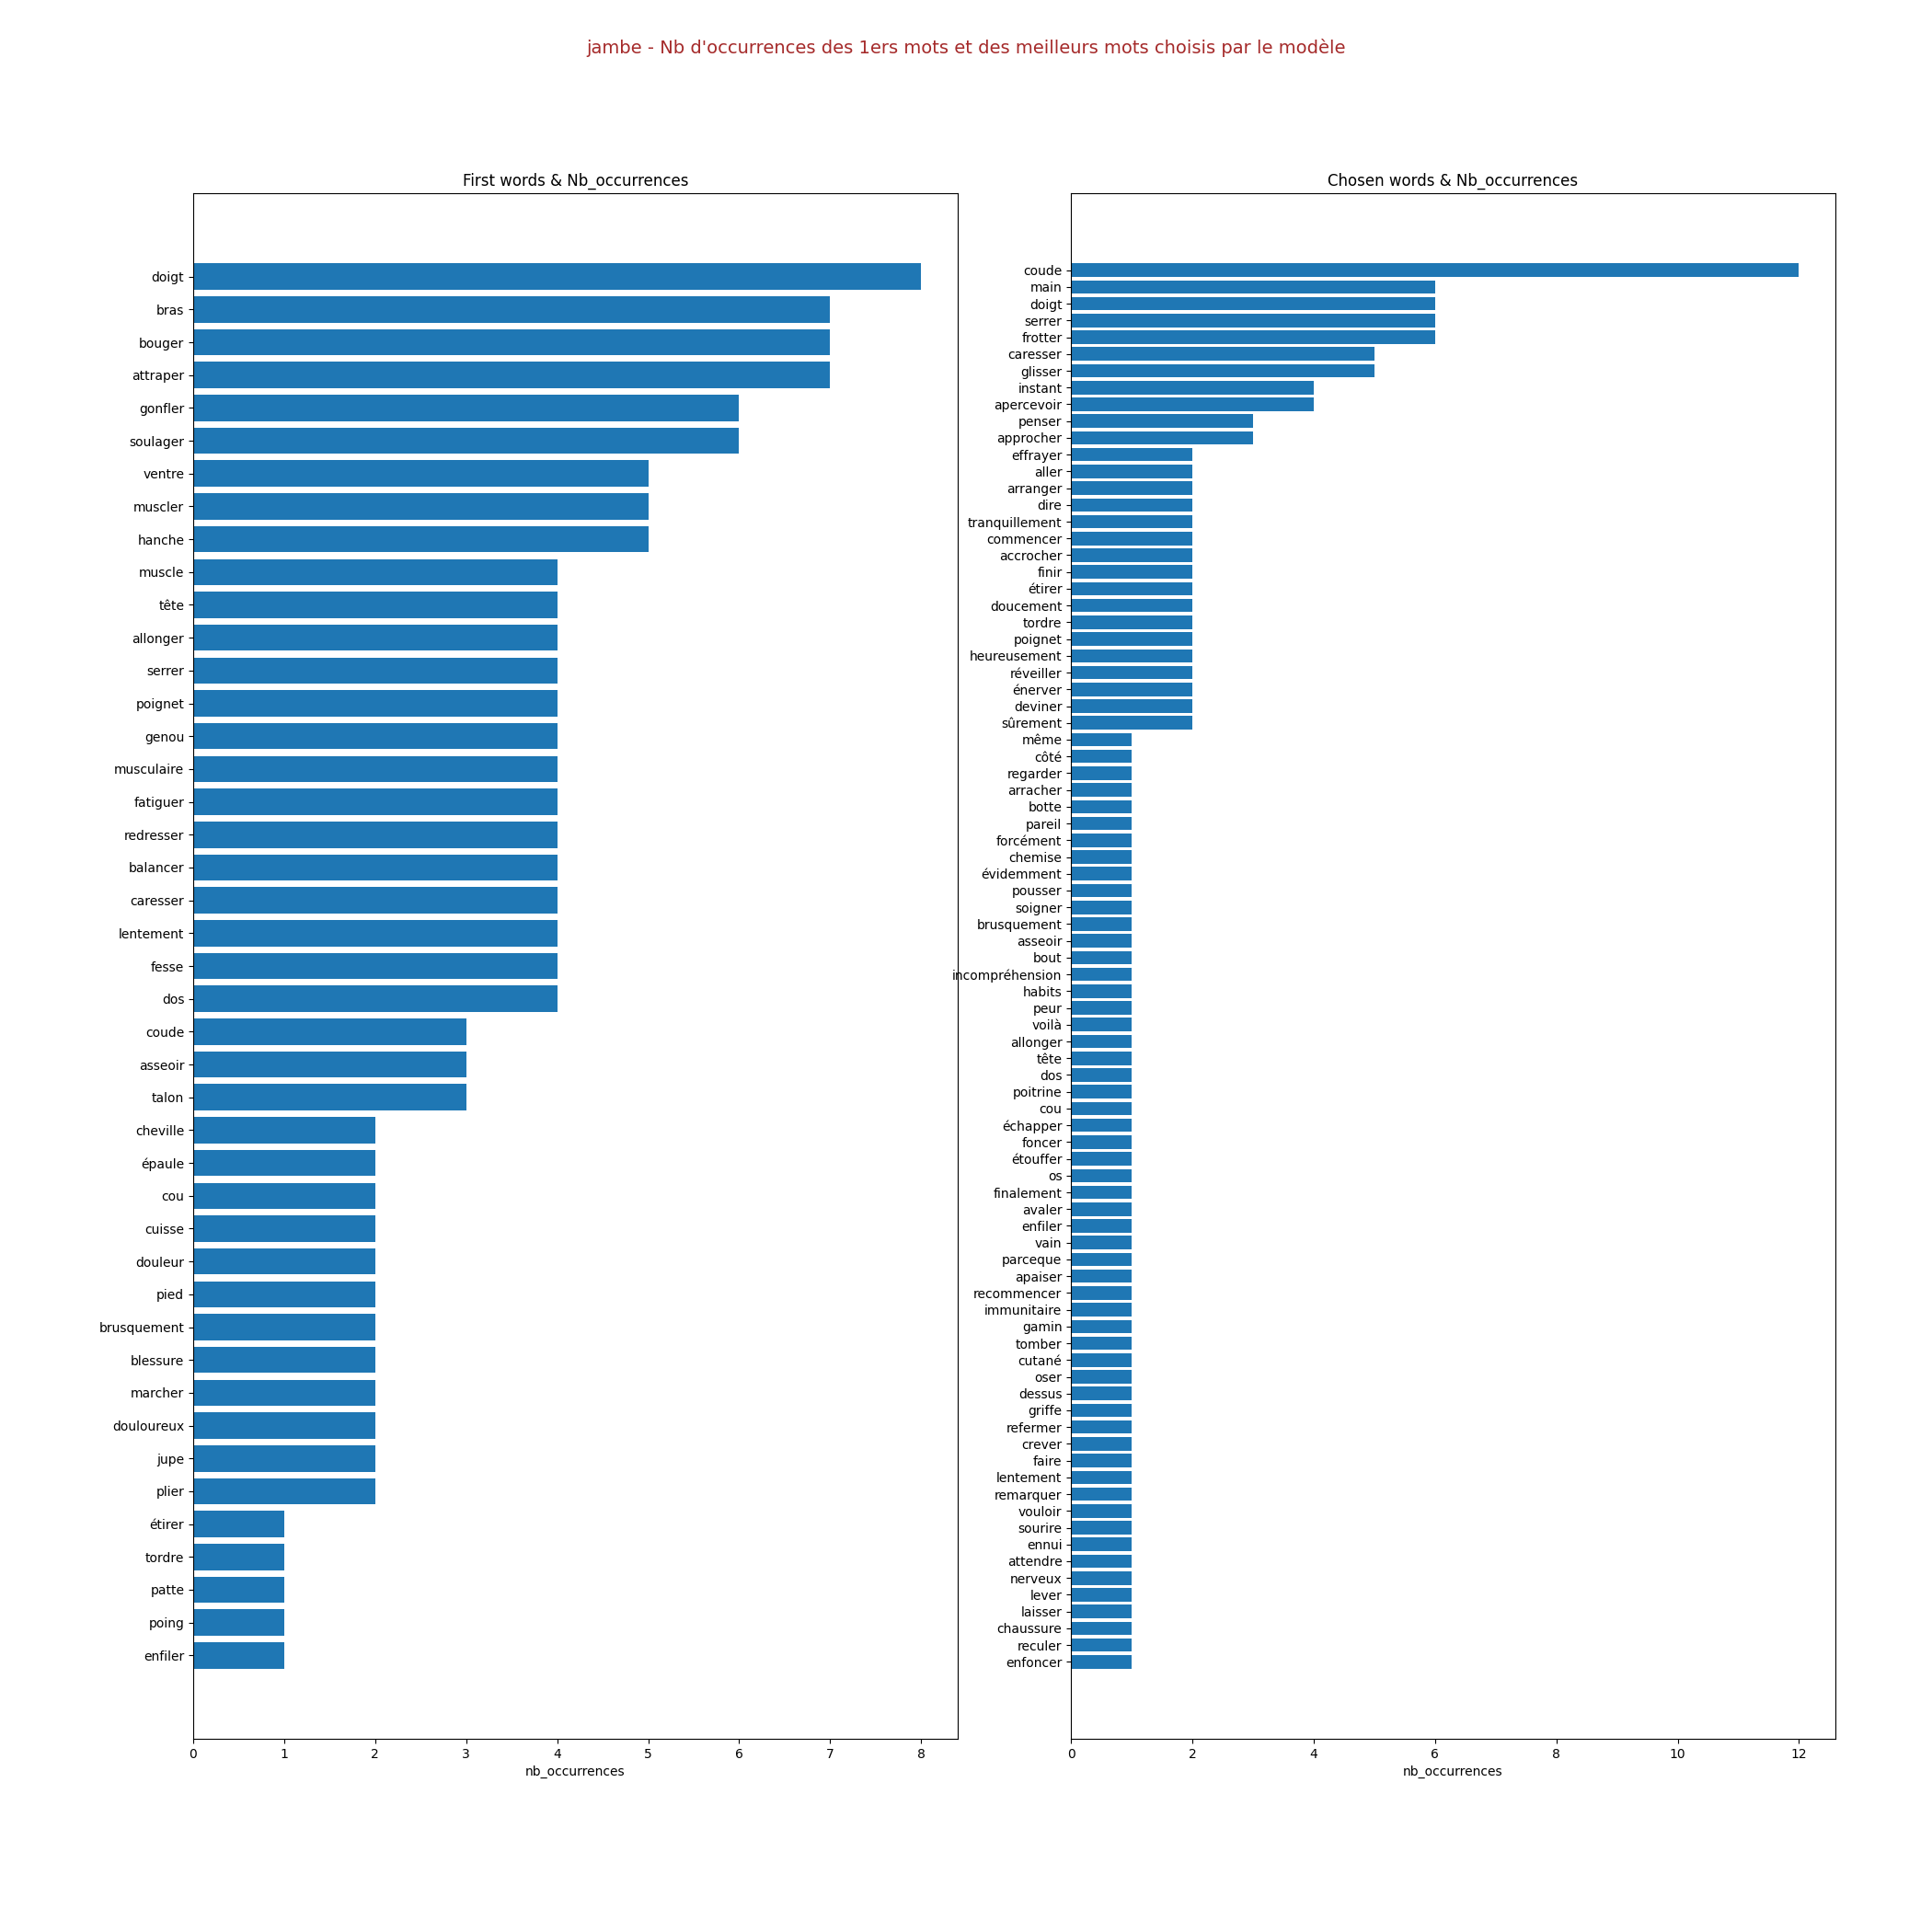 jambe - Nb d'occurrences des 1ers mots et des meilleurs mots choisis par le modèle
First words & Nb_occurrences
doigt
bras
bouger
attraper
gonfler
soulager
ventre
muscler
hanche
muscle
tête
allonger
serrer
poignet
genou
musculaire
fatiguer
redresser
balancer
caresser
lentement
fesse
dos
coude
asseoir
talon
cheville
épaule
cou
cuisse
douleur
pied
brusquement
blessure
marcher
douloureux
jupe
plier
étirer
tordre
patte
poing
enfiler
0 1 2 3 4 5 6 7 8
nb_occurrences
Chosen words & Nb_occurrences
coude
main
doigt
serrer
frotter
caresser
glisser
instant
apercevoir
penser
approcher
effrayer
aller
arranger
dire
tranquillement
commencer
accrocher
finir
étirer
doucement
tordre
poignet
heureusement
réveiller
énerver
deviner
sûrement
même
côté
regarder
arracher
botte
pareil
forcément
chemise
évidemment
pousser
soigner
brusquement
asseoir
bout
incompréhension
habits
peur
voilà
allonger
tête
dos
poitrine
cou
échapper
foncer
étouffer
os
finalement
avaler
enfiler
vain
parceque
apaiser
recommencer
immunitaire
gamin
tomber
cutané
oser
dessus
griffe
refermer
crever
faire
lentement
remarquer
vouloir
sourire
ennui
attendre
nerveux
lever
laisser
chaussure
reculer
enfoncer
0 2 4 6 8 10 12
nb_occurrences